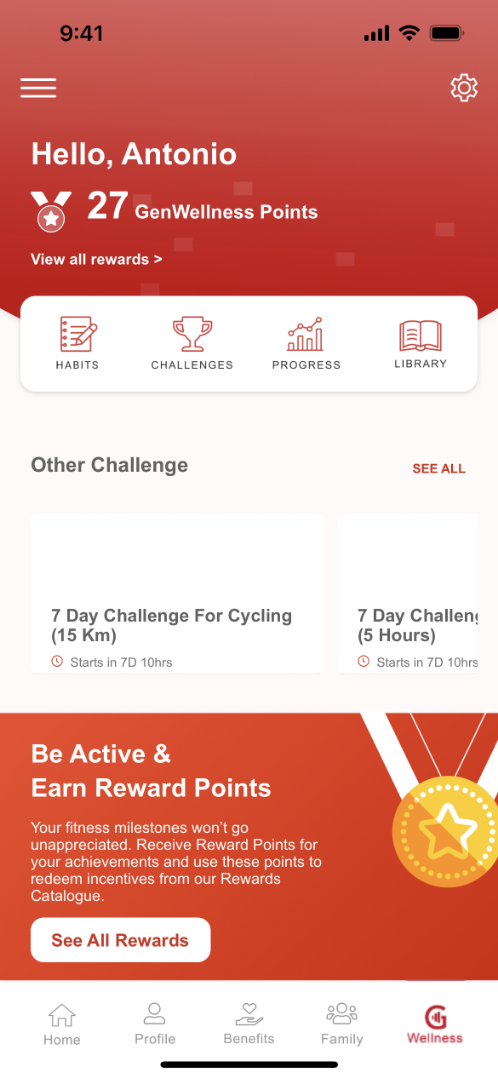 9:41
Hello, Antonio
27 GenWellness Points
View all rewards >
HABITS
CHALLENGES
PROGRESS
LIBRARY
Other Challenge
SEE ALL
7 Day Challenge For Cycling
(15 Km)
Starts in 7D 10hrs
7 Day Challeng
(5 Hours)
Starts in 7D 10hrs
Be Active &
Earn Reward Points
Your fitness milestones won’t go
unappreciated. Receive Reward Points for
your achievements and use these points to
redeem incentives from our Rewards
Catalogue.
See All Rewards
Home
Profile
Benefits
Family
Wellness